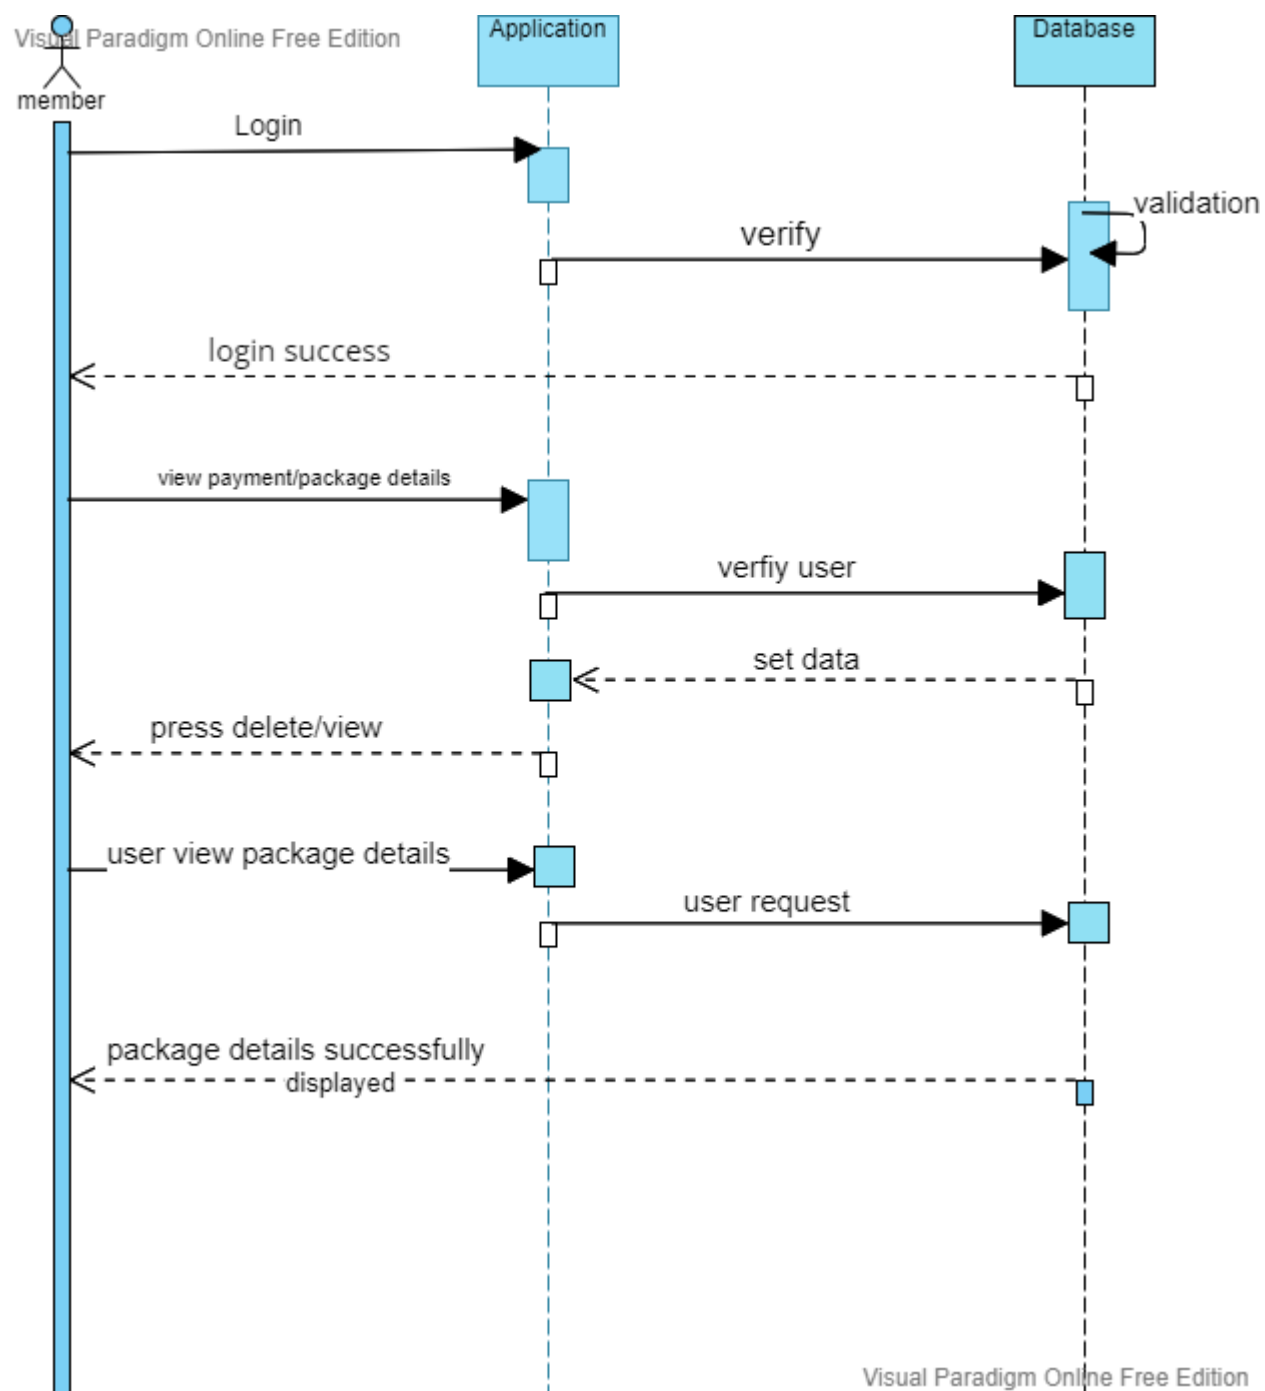 Visual Paradigm Online Free Edition
Application
Database
member
Login
validation
verify
login success
view payment/package details
verfiy user
set data
press delete/view
user view package details
user request
package details successfully
displayed
Visual Paradigm Online Free Edition